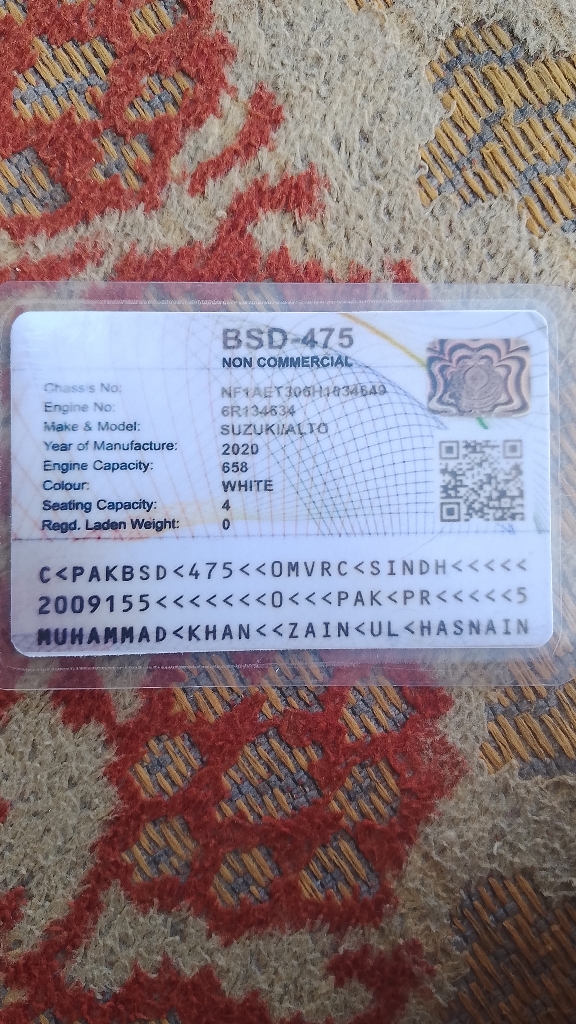 BSD-475
NON COMMERCIAL
Chassis No:
Engine No: 6R134634
Make & Model: SUZUKI/ALTO
Year of Manufacture: 2020
Engine Capacity: 658
Colour: WHITE
Seating Capacity: 4
Regd. Laden Weight: 0
C<PAKBSD<475<<OMVRC<SINDH<<<<<
2009155<<<<<<<O<<<PAK<PR<<<<<5
MUHAMMAD<KHAN<<ZAIN<UL<HASNAIN